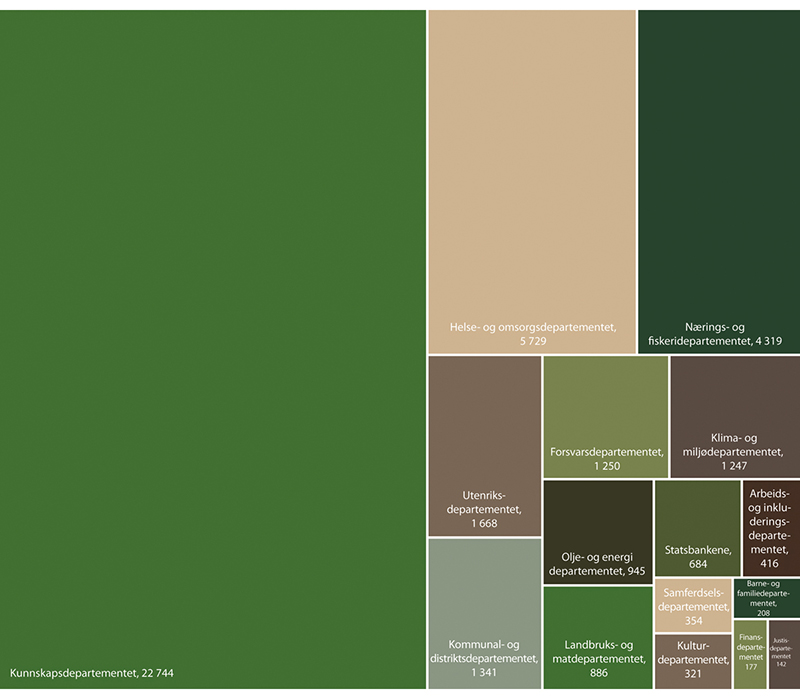 Kunnskapsdepartementet, 22 744
Helse- og omsorgsdepartementet,
5 729
Nærings- og
fiskeridepartementet, 4 319
Utenriks-
departementet,
1 668
Forsvarsdepartementet,
1 250
Klima- og
miljødepartementet,
1 247
Kommunal- og
distriktsdepartementet,
1 341
Olje- og energi
departementet, 945
Statsbankene,
684
Arbeids-
og inklu-
derings-
departe-
mentet,
416
Landbruks- og
matdepartementet,
886
Samferdsels-
departementet,
354
Barne- og
familiedeparte-
mentet,
208
Kultur-
departementet,
321
Finans-
departe-
mentet
177
Justis-
departe-
mentet
142